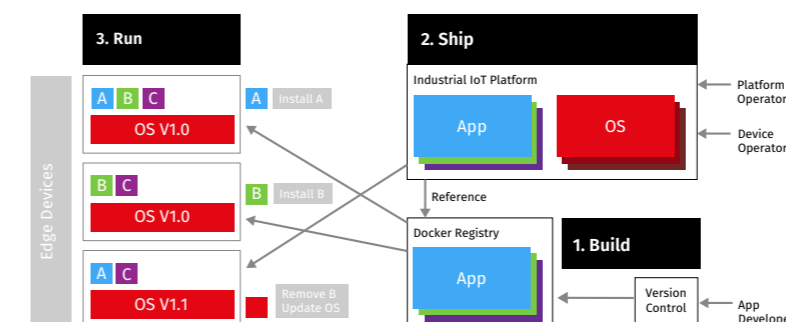 3. Run
2. Ship
Edge Devices
A B C
OS V1.0
A Install A
B C
OS V1.0
B Install B
A C
OS V1.1
Remove B
Update OS
Industrial IoT Platform
App
OS
Platform
Operator
Device
Operator
Reference
Docker Registry
App
1. Build
Version
Control
App
Develope